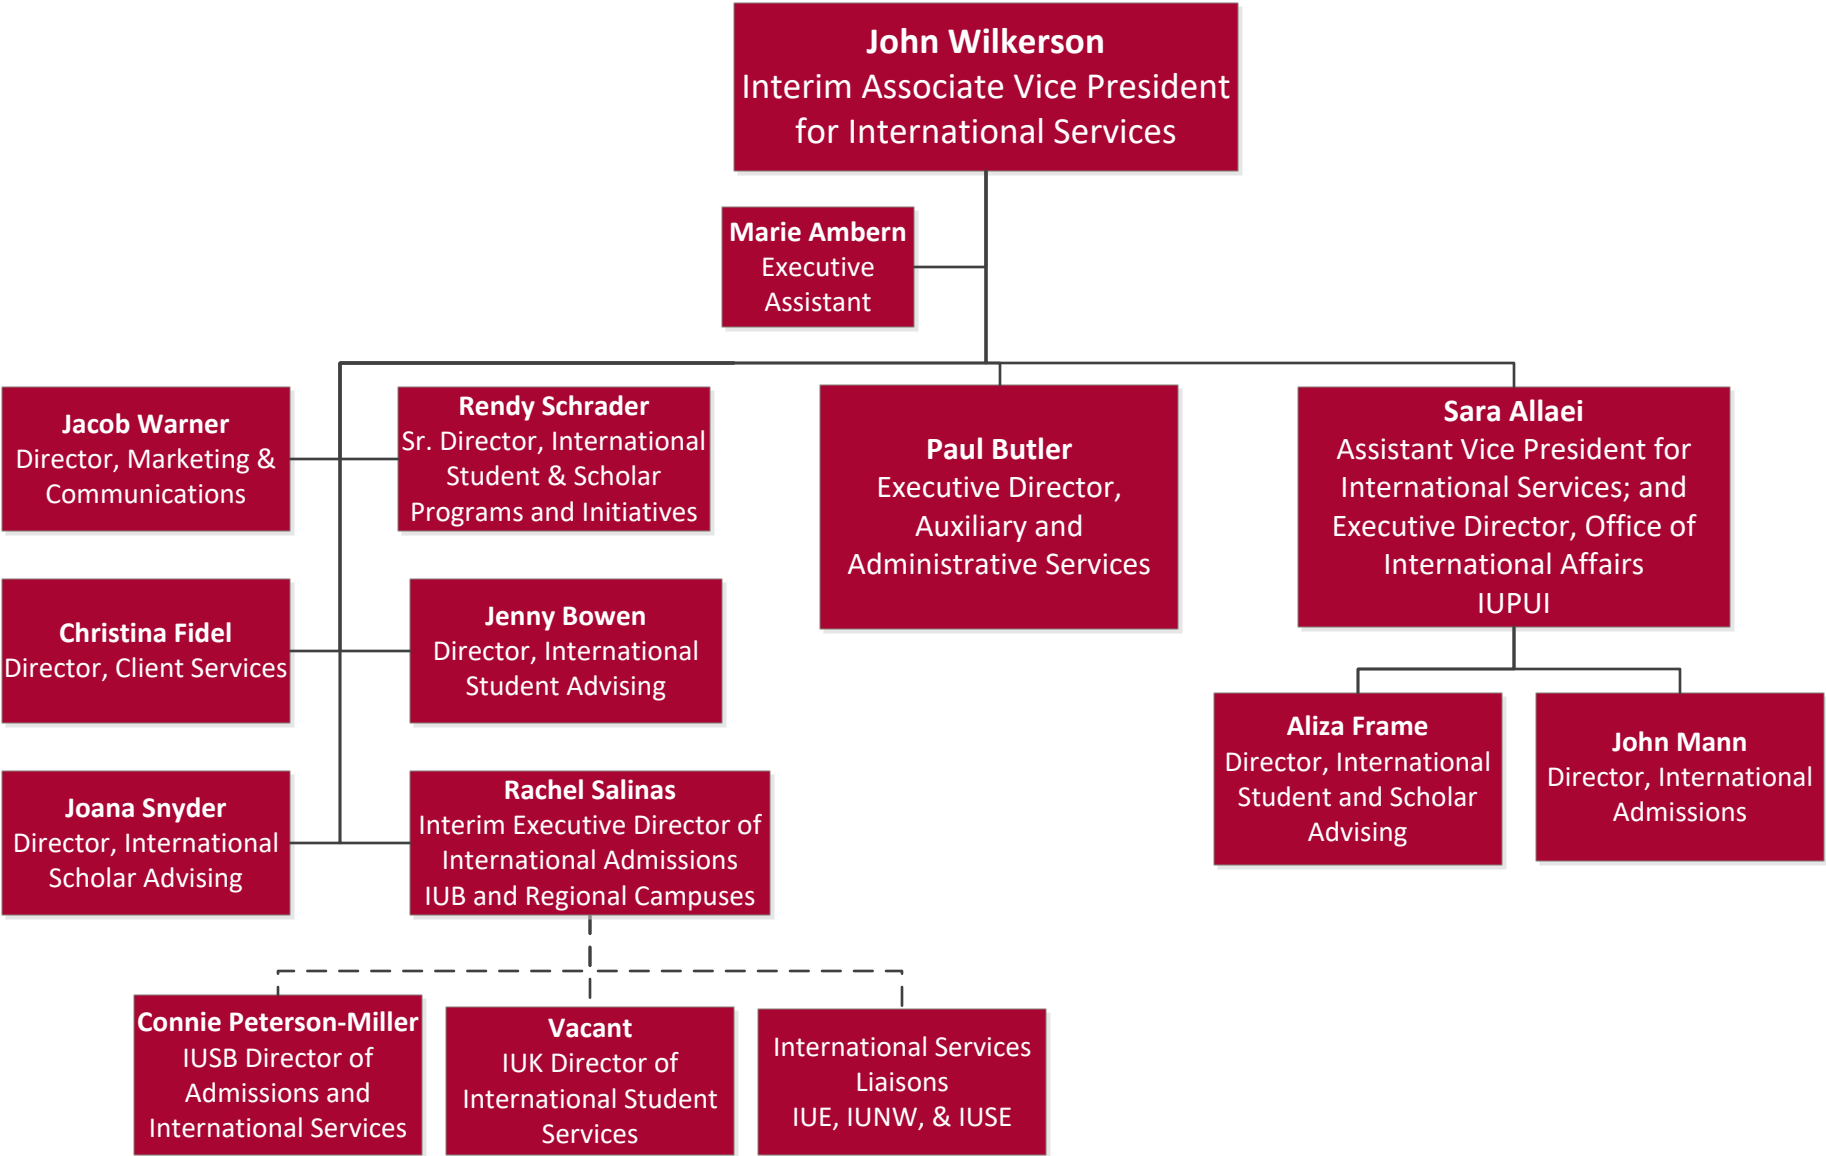 John Wilkerson
Interim Associate Vice President
for International Services
Marie Ambern
Executive
Assistant
Jacob Warner
Director, Marketing &
Communications
Rendy Schrader
Sr. Director, International
Student & Scholar
Programs and Initiatives
Paul Butler
Executive Director,
Auxiliary and
Administrative Services
Sara Allaei
Assistant Vice President for
International Services; and
Executive Director, Office of
International Affairs
IUPUI
Christina Fidel
Director, Client Services
Jenny Bowen
Director, International
Student Advising
Aliza Frame
Director, International
Student and Scholar
Advising
John Mann
Director, International
Admissions
Joana Snyder
Director, International
Scholar Advising
Rachel Salinas
Interim Executive Director of
International Admissions
IUB and Regional Campuses
Connie Peterson-Miller
IUSB Director of
Admissions and
International Services
Vacant
IUK Director of
International Student
Services
International Services
Liaisons
IUE, IUNW, & IUSE